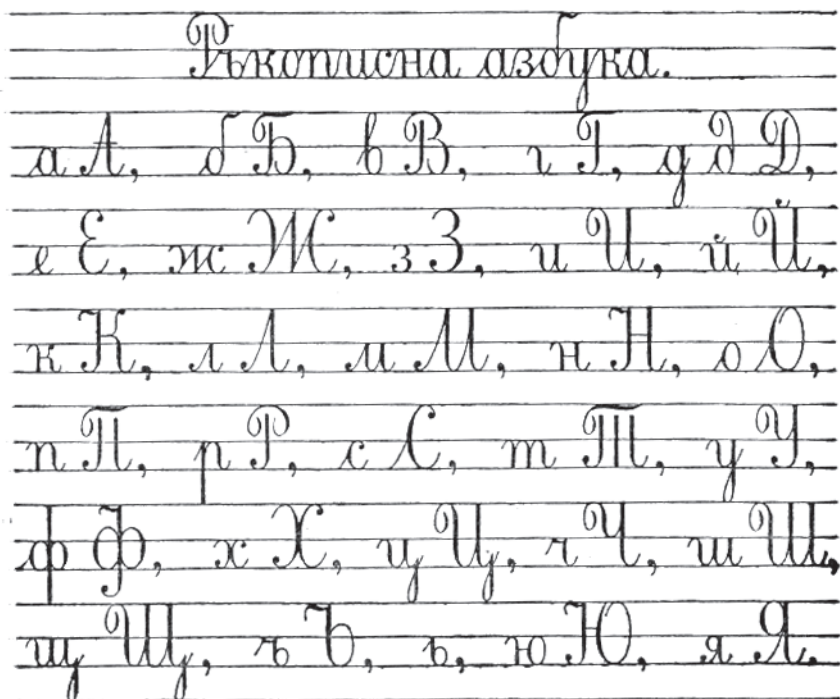 Ръкописна азбука.
а А, б Б, в В, г Г, д д Д,
е Е, ж Ж, з З, и И, й Й,
к К, л Л, м М, н Н, о О,
п П, р Р, с С, т Т, у У,
ф Ф, х Х, ц Ц, ч Ч, ш Ш,
щ Щ, ъ Ъ, ь, ю Ю, я Я.